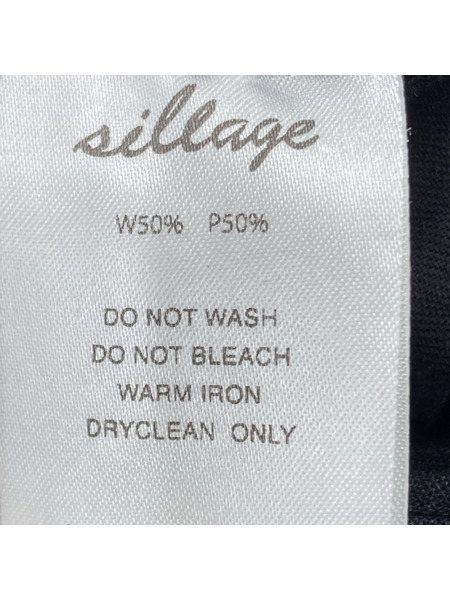 sillage
W50% P50%
DO NOT WASH
DO NOT BLEACH
WARM IRON
DRYCLEAN ONLY